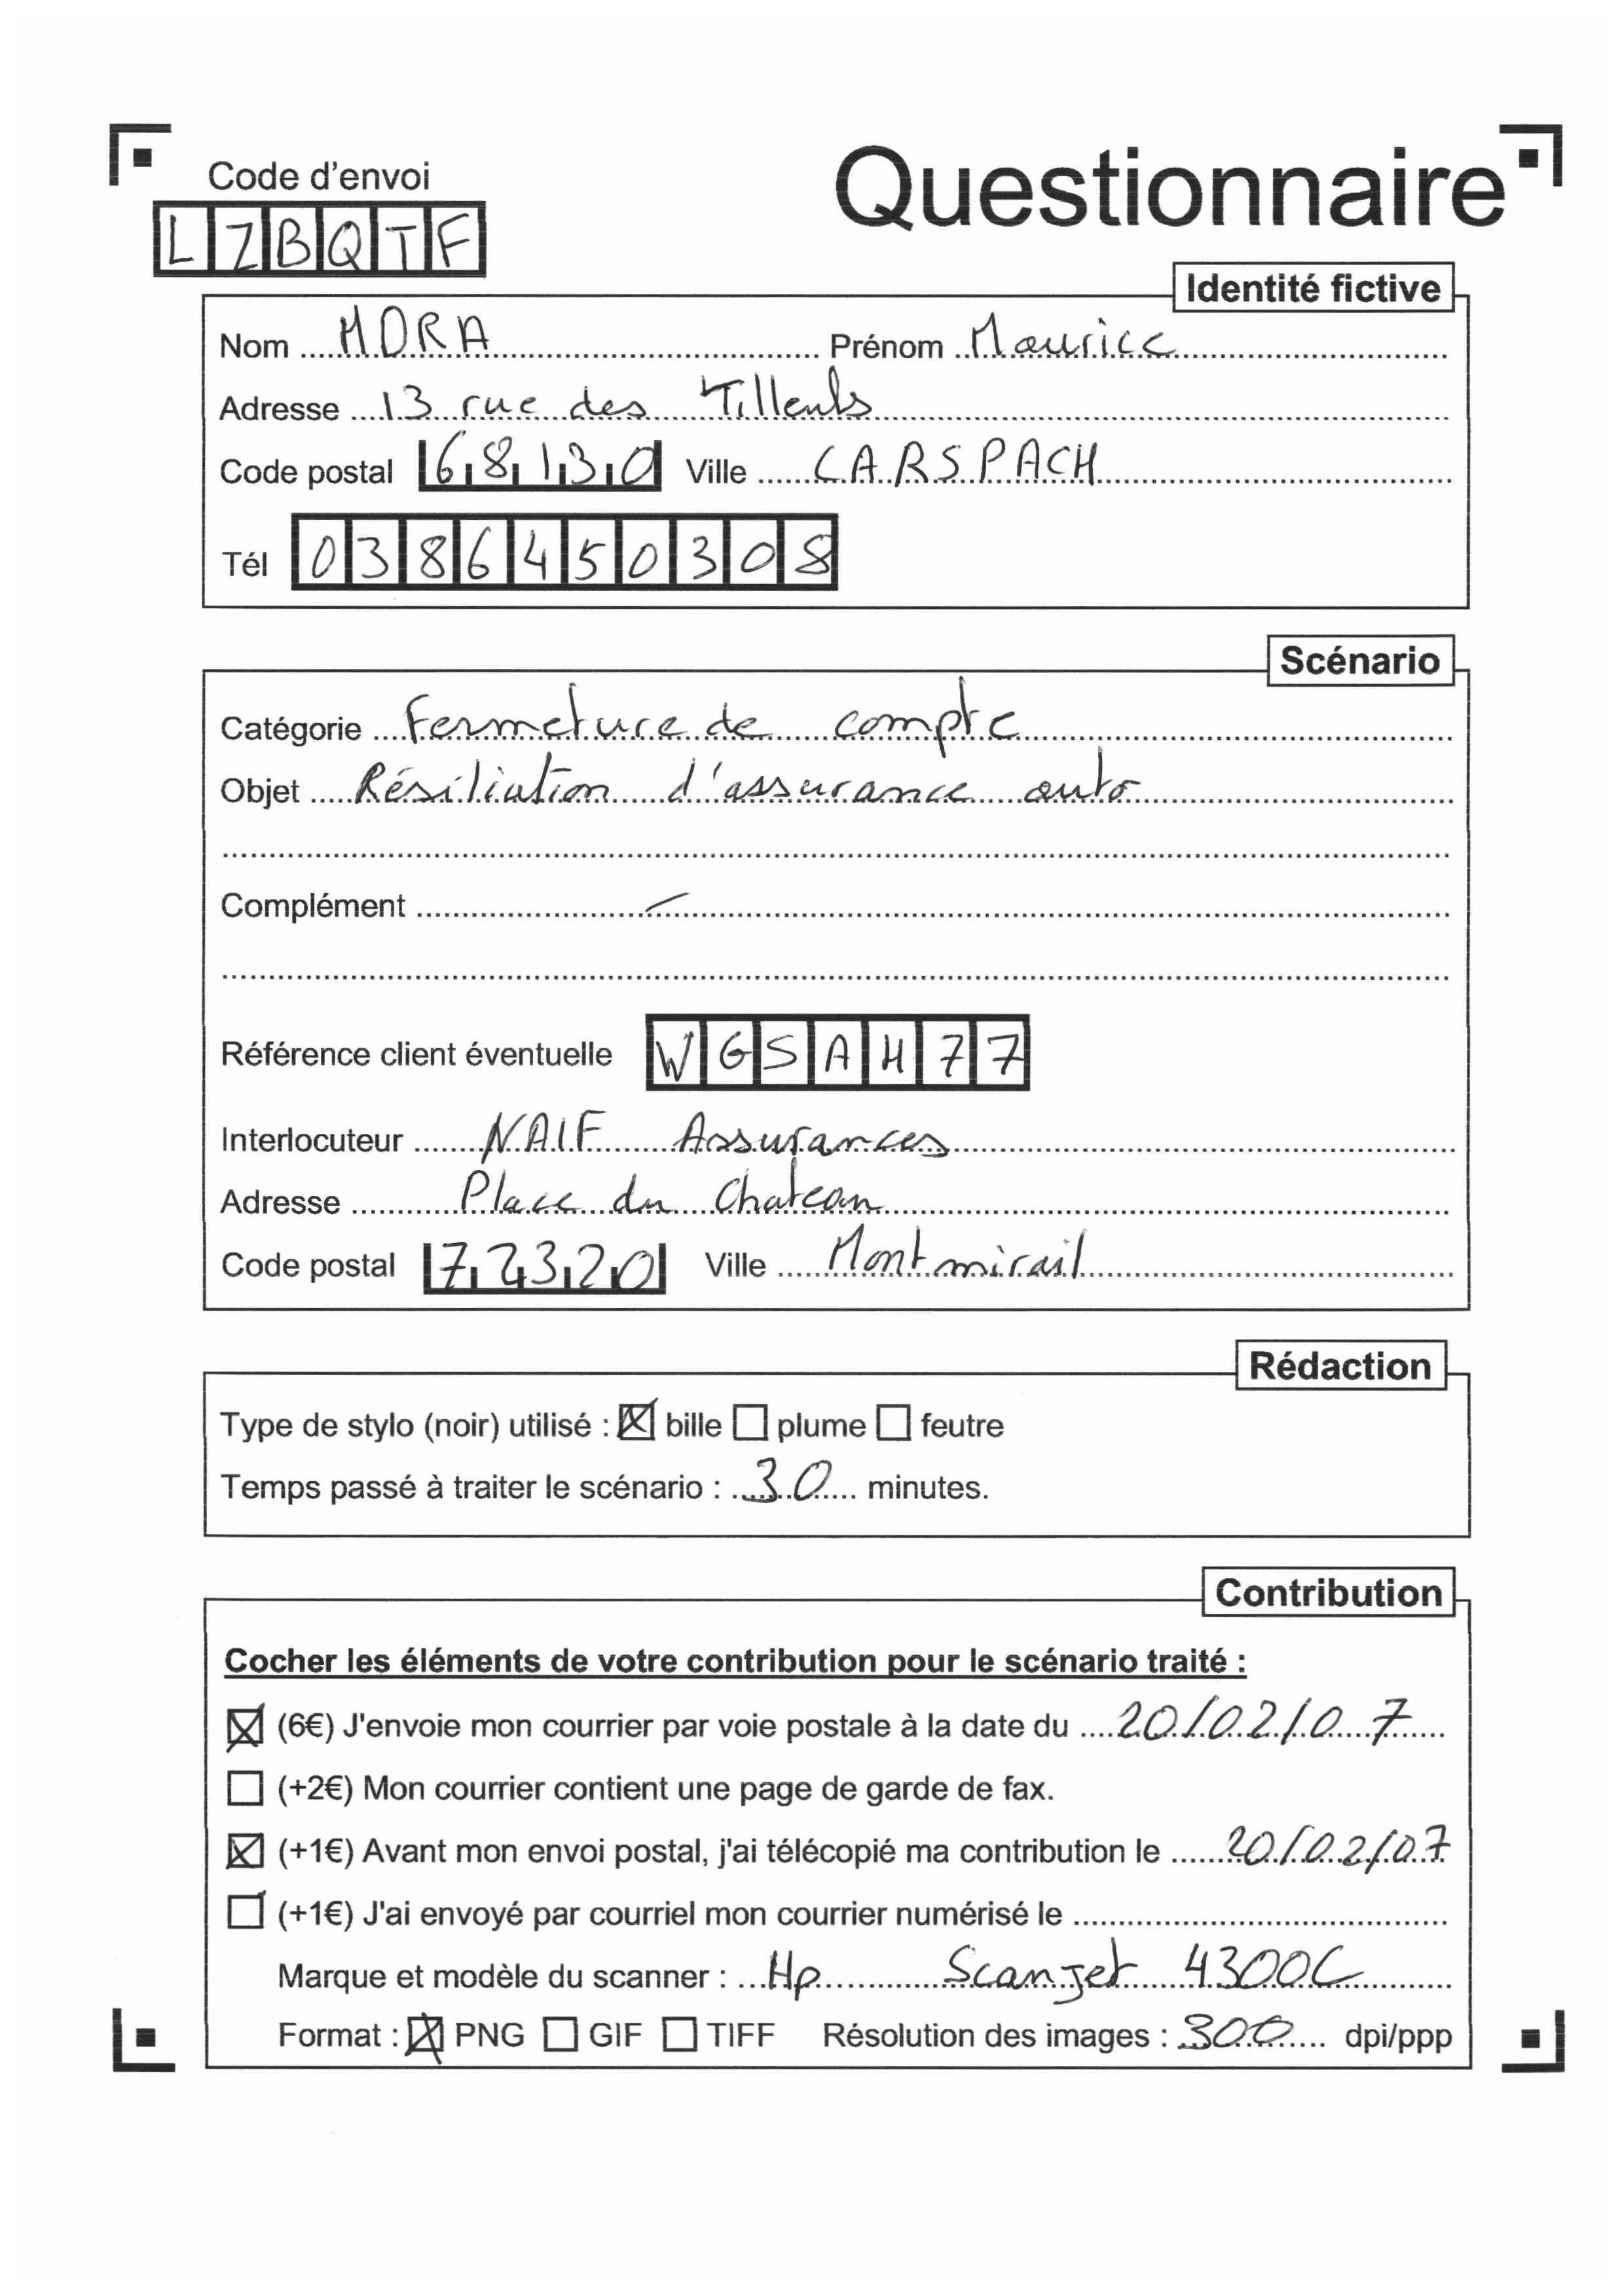 Code d'envoi
Questionnaire
LZBQTF
Identité fictive
Nom MORA Prénom Maurice
Adresse 13 rue des Tilleuls
Code postal 68130 Ville CARSPACH
Tél 0386450308
Scénario
Catégorie Fermeture de compte
Objet Résiliation d'assurance auto
Complément
Référence client éventuelle WGSAH77
Interlocuteur NAIF Assurances
Adresse Place du Chateau
Code postal 72320 Ville Montmirail
Rédaction
Type de stylo (noir) utilisé : bille plume feutre
Temps passé à traiter le scénario : 30 minutes.
Contribution
Cocher les éléments de votre contribution pour le scénario traité :
(6€) J'envoie mon courrier par voie postale à la date du 20/02/07
(+2€) Mon courrier contient une page de garde de fax.
(+1€) Avant mon envoi postal, j'ai télécopié ma contribution le 20/02/07
(+1€) J'ai envoyé par courriel mon courrier numérisé le
Marque et modèle du scanner : Hp Scanjet 4300C
Format : PNG GIF TIFF Résolution des images : 300 dpi/ppp